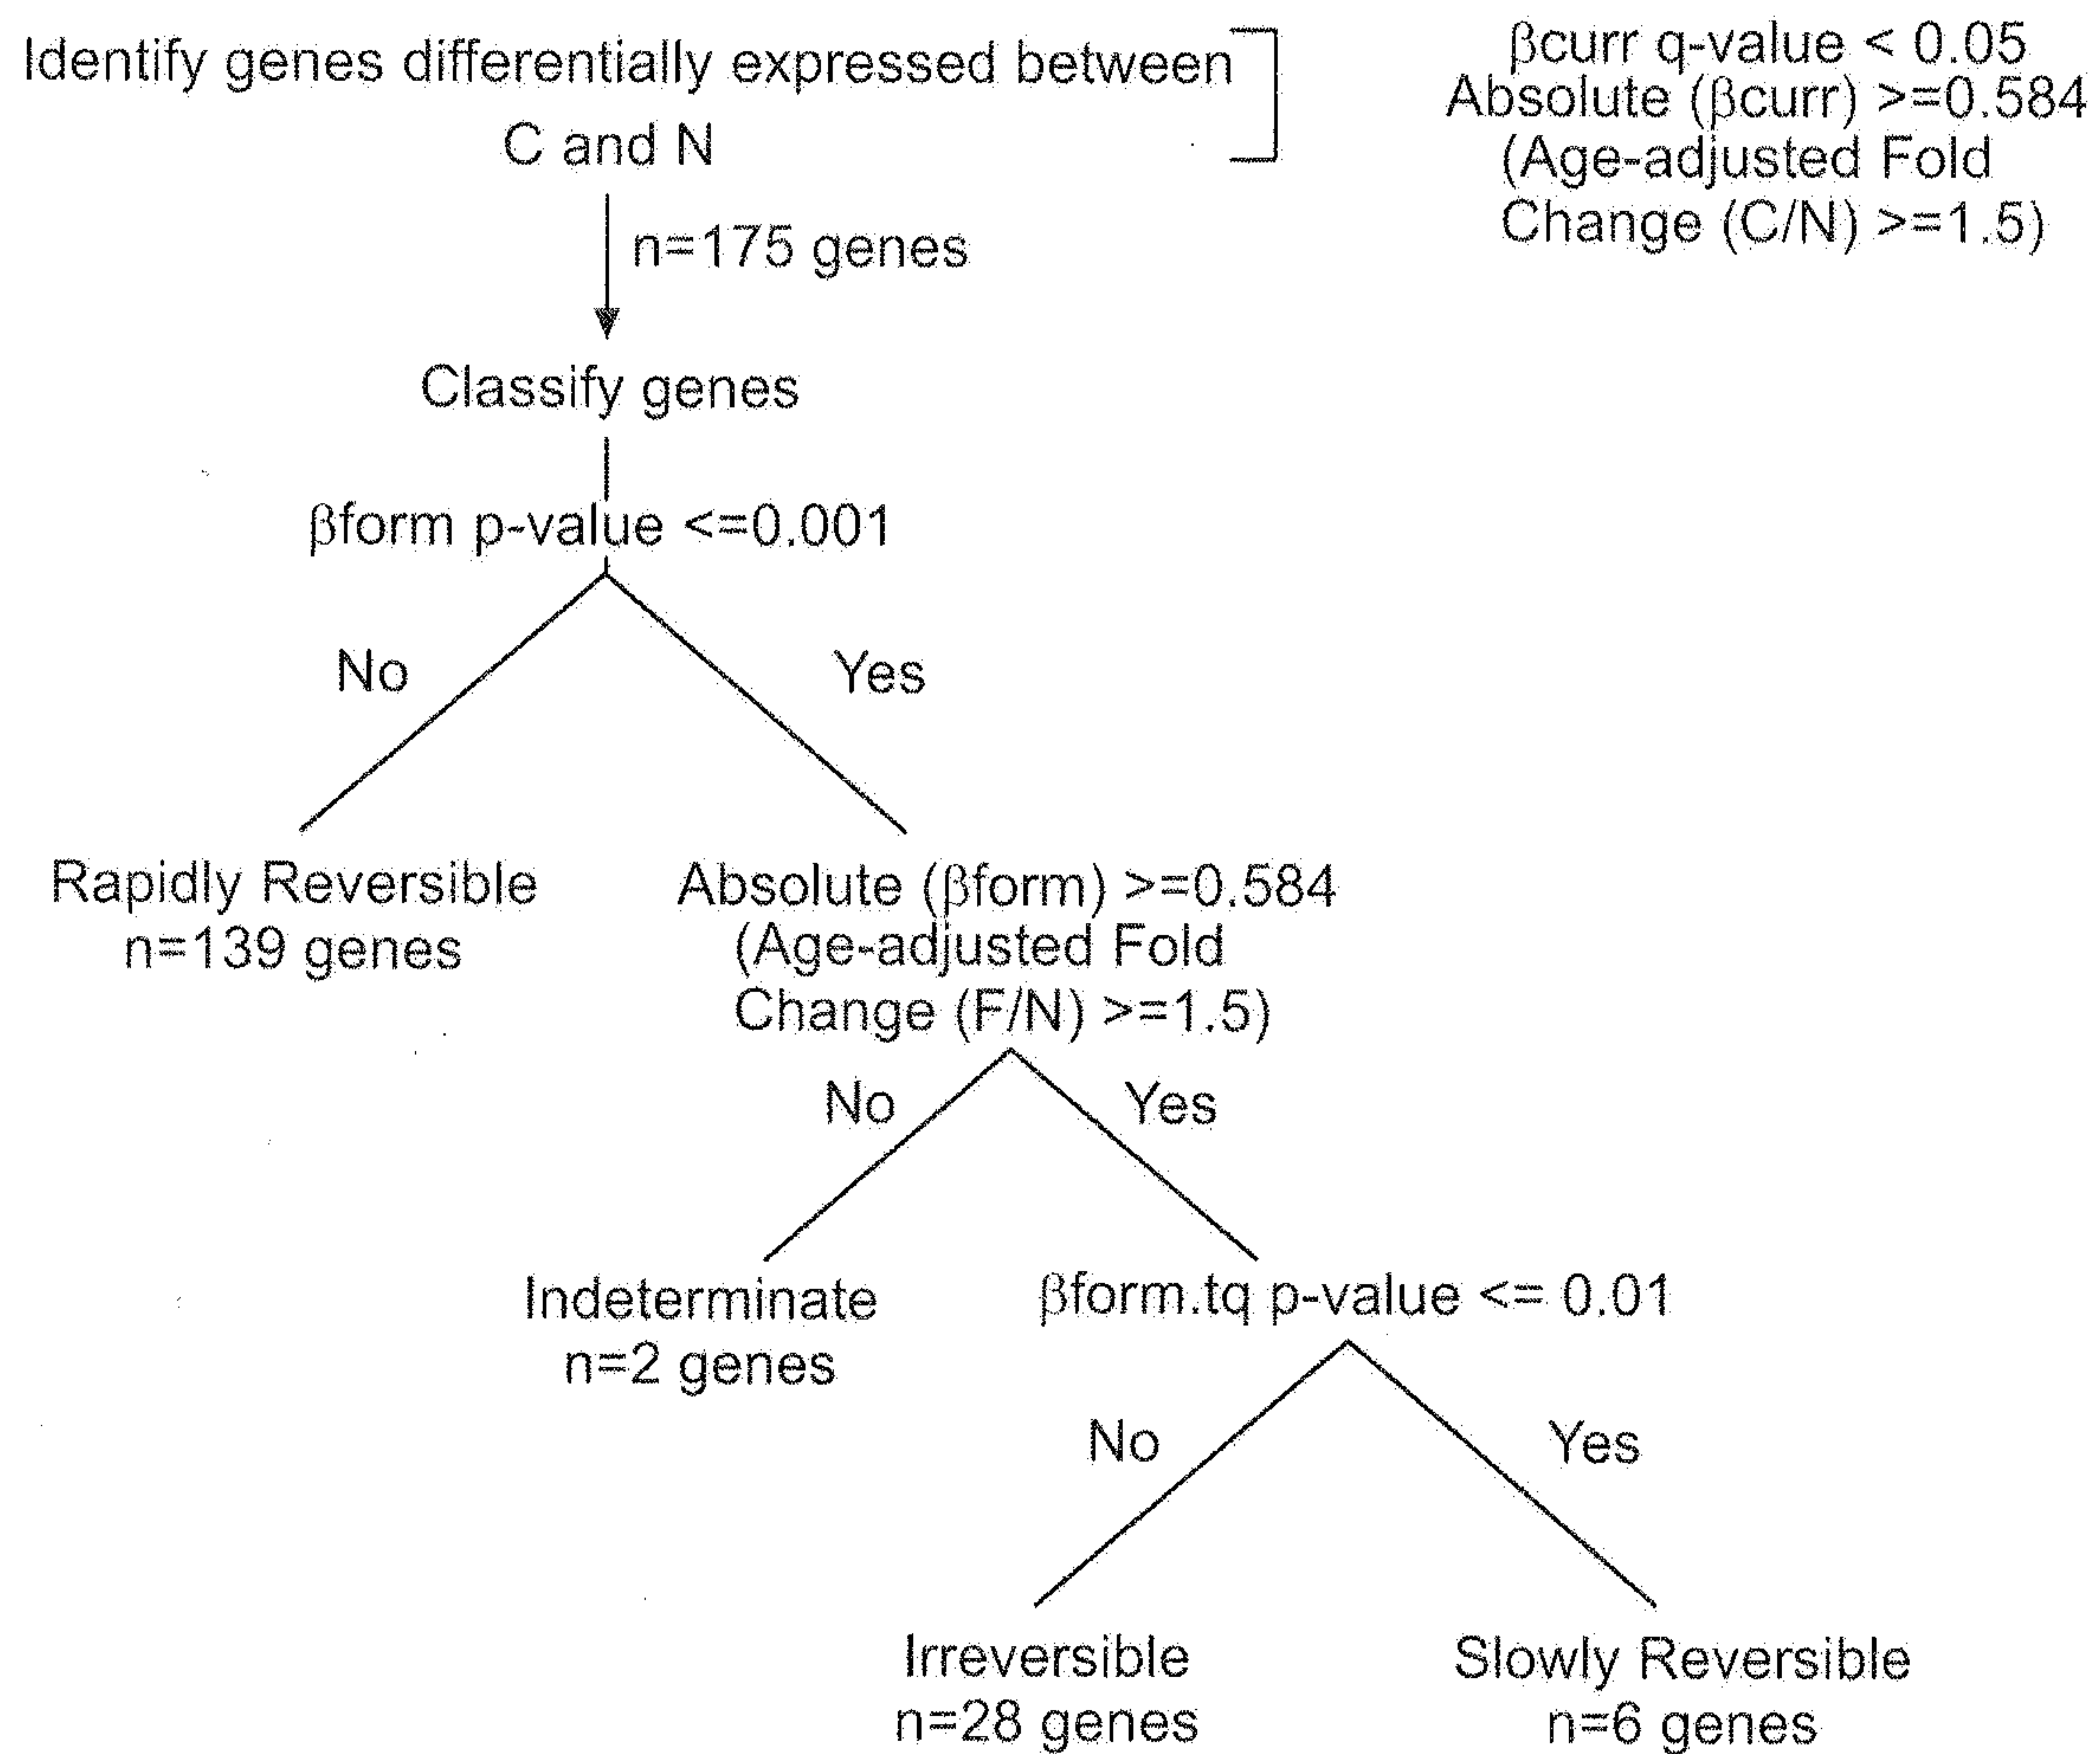 Identify genes differentially expressed between
C and N
βcurr q-value < 0.05
Absolute (βcurr) >=0.584
(Age-adjusted Fold
Change (C/N) >=1.5)
n=175 genes
Classify genes
βform p-value <=0.001
No
Yes
Rapidly Reversible
n=139 genes
Absolute (βform) >=0.584
(Age-adjusted Fold
Change (F/N) >=1.5)
No
Yes
Indeterminate
n=2 genes
βform.tq p-value <= 0.01
No
Yes
Irreversible
n=28 genes
Slowly Reversible
n=6 genes